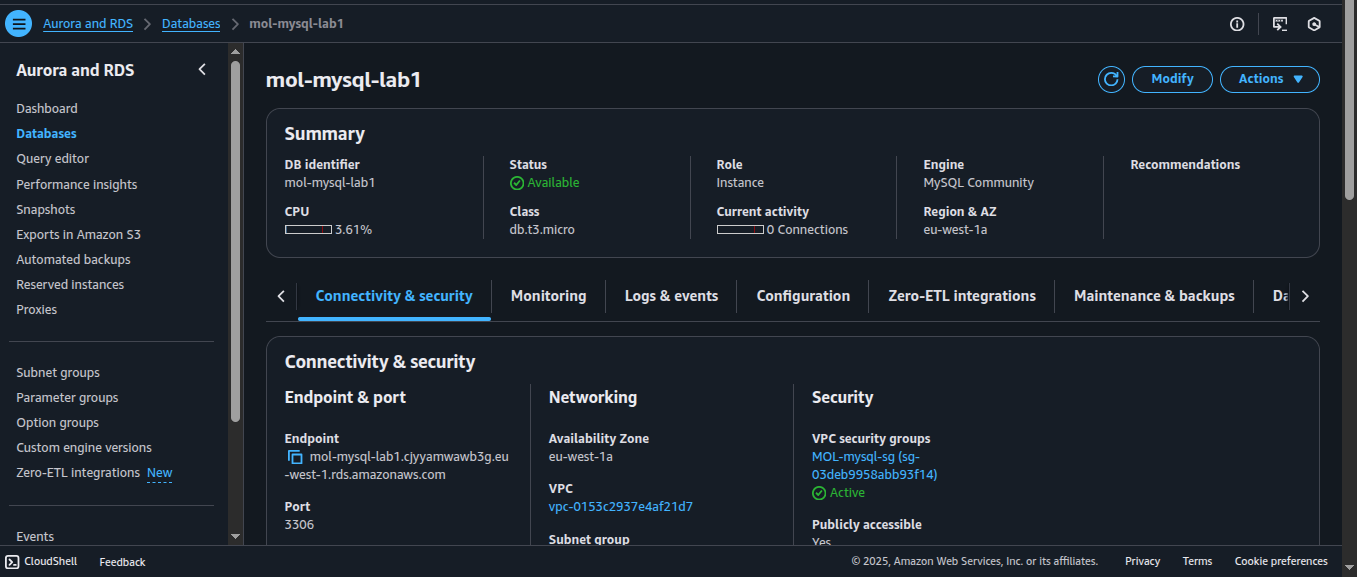 Aurora and RDS
Databases
mol-mysql-lab1
Aurora and RDS
Dashboard
Databases
Query editor
Performance insights
Snapshots
Exports in Amazon S3
Automated backups
Reserved instances
Proxies
Subnet groups
Parameter groups
Option groups
Custom engine versions
Zero-ETL integrations New
Events
mol-mysql-lab1
Modify
Actions
Summary
DB identifier
mol-mysql-lab1
CPU
3.61%
Status
Available
Class
db.t3.micro
Role
Instance
Current activity
0 Connections
Engine
MySQL Community
Region & AZ
eu-west-1a
Recommendations
Connectivity & security
Monitoring
Logs & events
Configuration
Zero-ETL integrations
Maintenance & backups
Connectivity & security
Endpoint & port
Endpoint
mol-mysql-lab1.cjyyamwawb3g.eu
-west-1.rds.amazonaws.com
Port
3306
Networking
Availability Zone
eu-west-1a
VPC
vpc-0153c2937e4af21d7
Subnet group
Security
VPC security groups
MOL-mysql-sg (sg-
03deb9958abb93f14)
Active
Publicly accessible
Yes
CloudShell
Feedback
© 2025, Amazon Web Services, Inc. or its affiliates.
Privacy
Terms
Cookie preferences